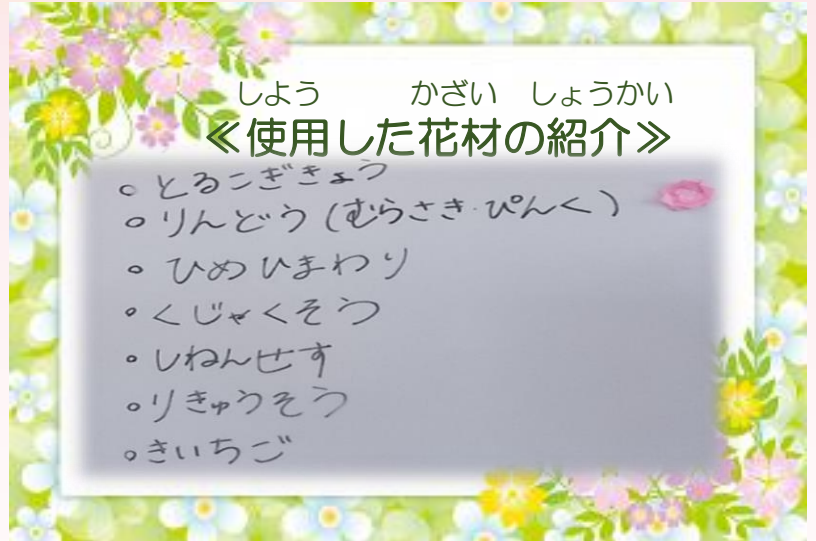 しよう かざい しょうかい
≪使用した花材の紹介≫
。とるこぎきょう
。りんどう(むらさき・ぴんく)
。ひめひまわり
。くじゃくそう
。しねんせす
。りきゅうそう
。きいちご